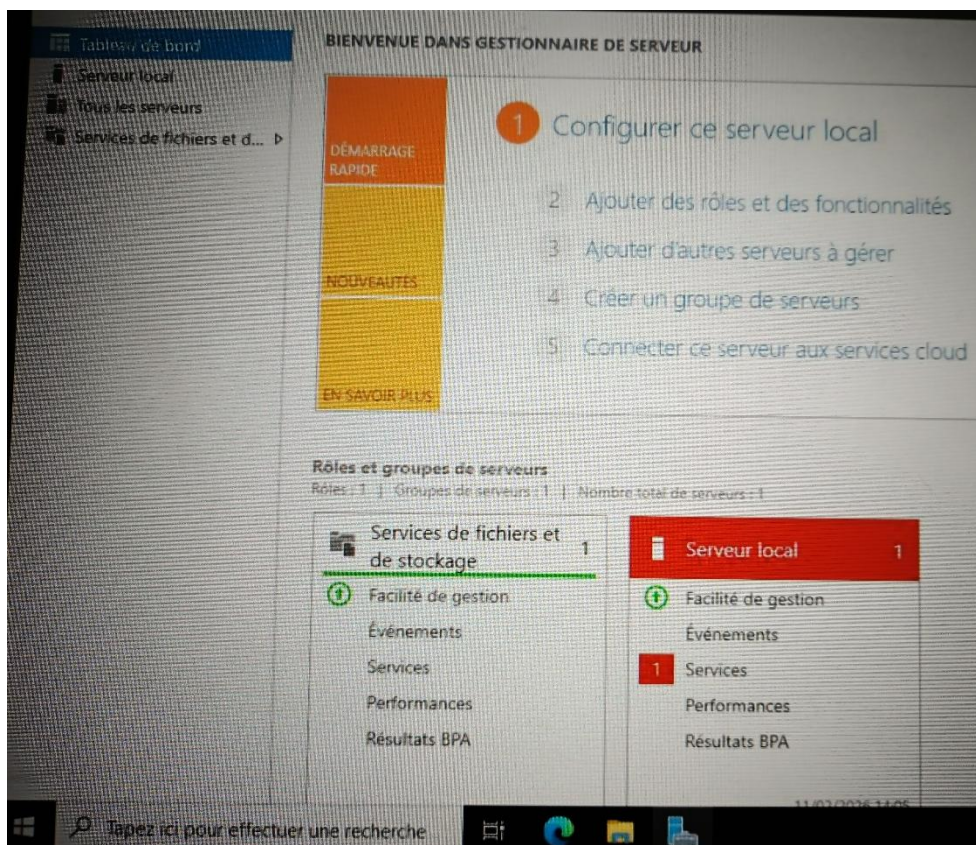 Tableau de bord
Serveur local
Tous les serveurs
Services de fichiers et d...
BIENVENUE DANS GESTIONNAIRE DE SERVEUR
DÉMARRAGE
RAPIDE
NOUVEAUTÉS
EN SAVOIR PLUS
1 Configurer ce serveur local
2 Ajouter des rôles et des fonctionnalités
3 Ajouter d'autres serveurs à gérer
4 Créer un groupe de serveurs
5 Connecter ce serveur aux services cloud
Rôles et groupes de serveurs
Rôles : 1 | Groupes de serveurs : 1 | Nombre total de serveurs : 1
Services de fichiers et
de stockage
1
Facilité de gestion
Événements
Services
Performances
Résultats BPA
Serveur local 1
Facilité de gestion
Événements
1 Services
Performances
Résultats BPA
11/02/2026 14:05
Tapez ici pour effectuer une recherche